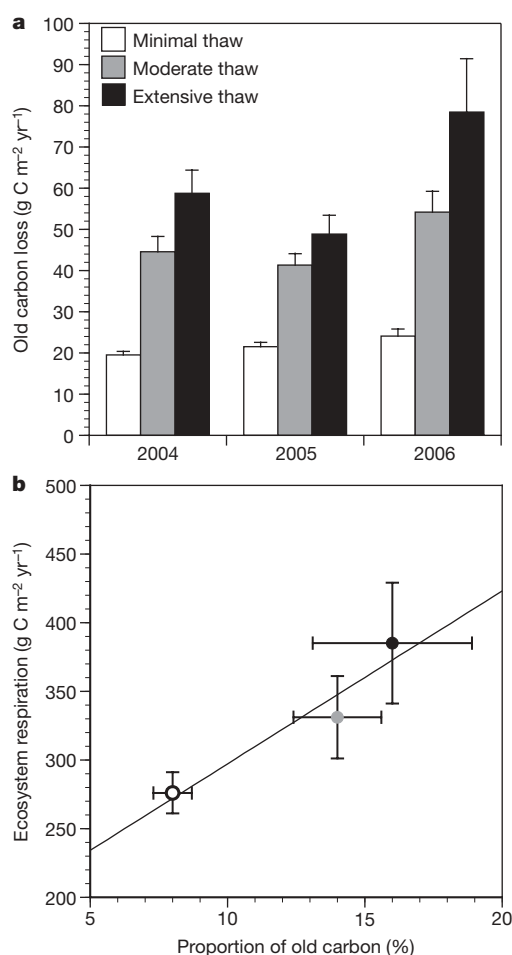 a
Old carbon loss (g C m⁻² yr⁻¹)
100
90
80
70
60
50
40
30
20
10
0
Minimal thaw
Moderate thaw
Extensive thaw
2004 2005 2006
b
Ecosystem respiration (g C m⁻² yr⁻¹)
500
450
400
350
300
250
200
5 10 15 20
Proportion of old carbon (%)